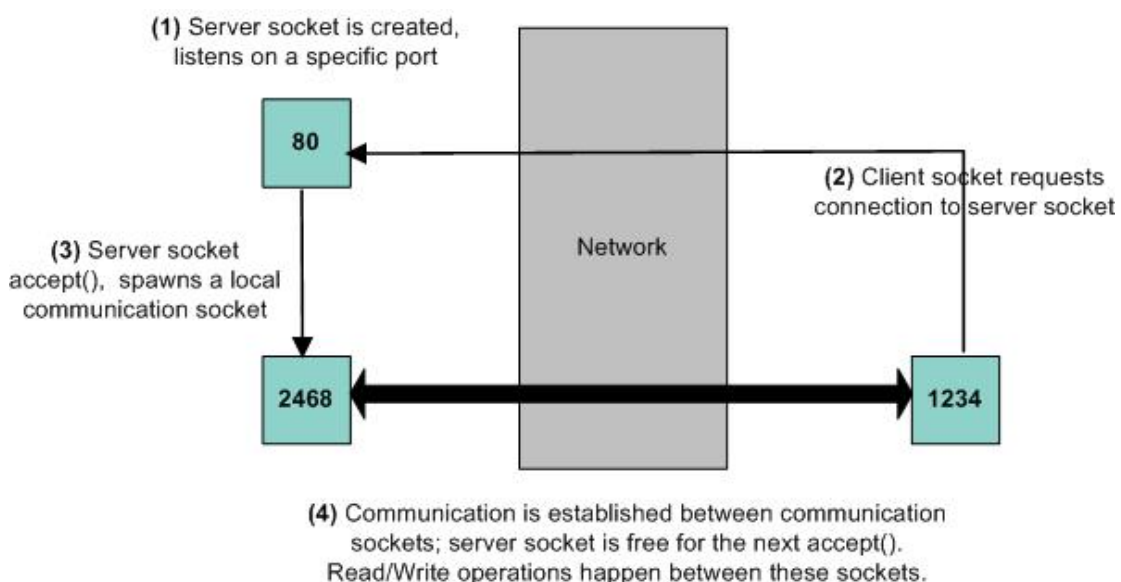 (1) Server socket is created,
listens on a specific port
80
(2) Client socket requests
connection to server socket
Network
(3) Server socket
accept(),  spawns a local
communication socket
2468
1234
(4) Communication is established between communication
sockets; server socket is free for the next accept().
Read/Write operations happen between these sockets.